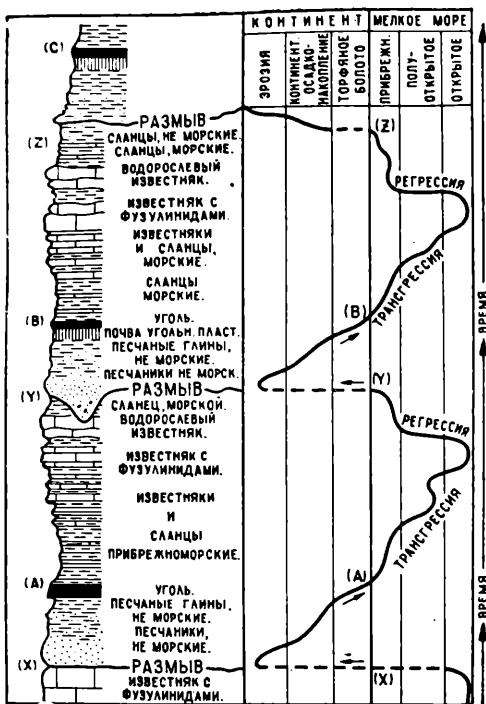 КОНТИНЕНТ
МЕЛКОЕ МОРЕ
ЭРОЗИЯ
КОНТИНЕНТ.
ОСАДКО-
НАКОПЛЕНИЕ
ТОРФЯНОЕ
БОЛОТО
ПРИБРЕЖН.
ПОЛУ-
ОТКРЫТОЕ
ОТКРЫТОЕ
(C)
РАЗМЫВ
(Z)
СЛАНЦЫ, НЕ МОРСКИЕ.
СЛАНЦЫ, МОРСКИЕ.
(Z)
ВОДОРОСЛЕВЫЙ
ИЗВЕСТНЯК.
РЕГРЕССИЯ
ИЗВЕСТНЯК С
ФУЗУЛИНИДАМИ.
ИЗВЕСТНЯКИ
И СЛАНЦЫ,
МОРСКИЕ.
ТРАНСГРЕССИЯ
СЛАНЦЫ
МОРСКИЕ.
ВРЕМЯ
(B)
(B)
УГОЛЬ.
ПОЧВА УГОЛЬН. ПЛАСТ.
ПЕСЧАНЫЕ ГЛИНЫ,
НЕ МОРСКИЕ.
ПЕСЧАНИКИ НЕ МОРСК.
(Y)
РАЗМЫВ
(Y)
СЛАНЕЦ, МОРСКОЙ.
ВОДОРОСЛЕВЫЙ
ИЗВЕСТНЯК.
РЕГРЕССИЯ
ИЗВЕСТНЯК С
ФУЗУЛИНИДАМИ.
ИЗВЕСТНЯКИ
И
СЛАНЦЫ
ПРИБРЕЖНОМОРСКИЕ.
ТРАНСГРЕССИЯ
ВРЕМЯ
(A)
(A)
УГОЛЬ.
ПЕСЧАНЫЕ ГЛИНЫ,
НЕ МОРСКИЕ.
ПЕСЧАНИКИ,
НЕ МОРСКИЕ.
(X)
РАЗМЫВ
(X)
ИЗВЕСТНЯК С
ФУЗУЛИНИДАМИ.